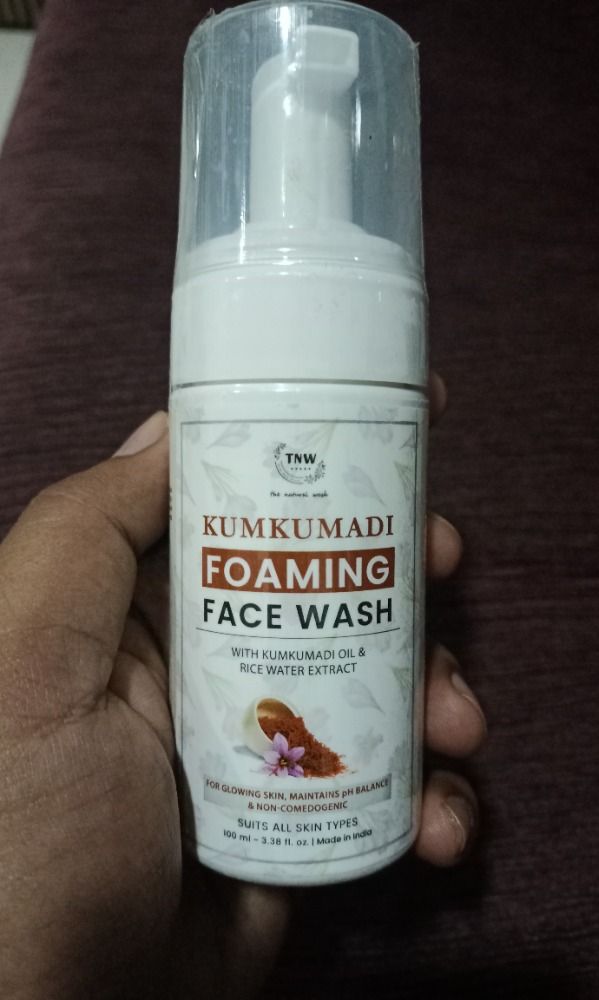 TNW
the natural wash
KUMKUMADI
FOAMING
FACE WASH
WITH KUMKUMADI OIL &
RICE WATER EXTRACT
FOR GLOWING SKIN, MAINTAINS pH BALANCE
& NON-COMEDOGENIC
SUITS ALL SKIN TYPES
100 ml - 3.38 fl. oz. | Made in India